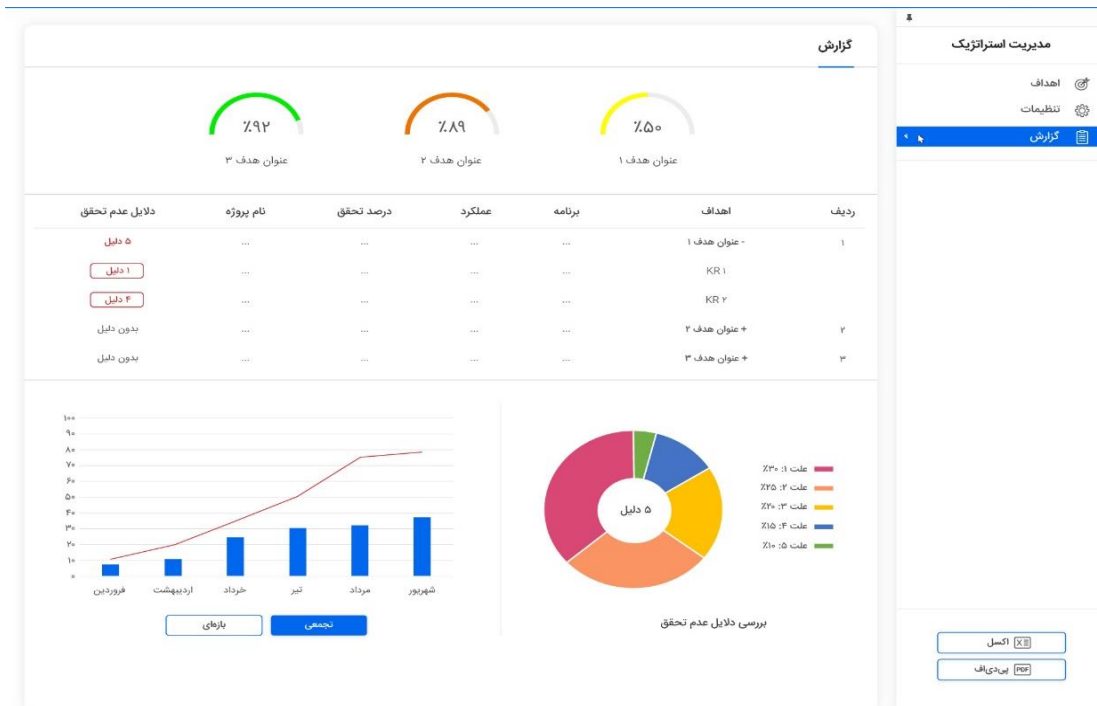 مدیریت استراتژیک
اهداف
تنظیمات
گزارش
اکسل
PDF پی‌دی‌اف
گزارش
٪۵۰
عنوان هدف ۱
٪۸۹
عنوان هدف ۲
٪۹۲
عنوان هدف ۳
ردیف اهداف برنامه عملکرد درصد تحقق نام پروژه دلایل عدم تحقق
۱ - عنوان هدف ۱ ... ... ... ... ۵ دلیل
KR ۱ ... ... ... ... ۱ دلیل
KR ۲ ... ... ... ... ۴ دلیل
۲ + عنوان هدف ۲ ... ... ... ... بدون دلیل
۳ + عنوان هدف ۳ ... ... ... ... بدون دلیل
علت ۱: ۳۰٪
علت ۲: ۲۵٪
علت ۳: ۲۰٪
علت ۴: ۱۵٪
علت ۵: ۱۰٪
۵ دلیل
بررسی دلایل عدم تحقق
۱۰۰
۹۰
۸۰
۷۰
۶۰
۵۰
۴۰
۳۰
۲۰
۱۰
۰
شهریور مرداد تیر خرداد اردیبهشت فروردین
تجمعی بازه‌ای